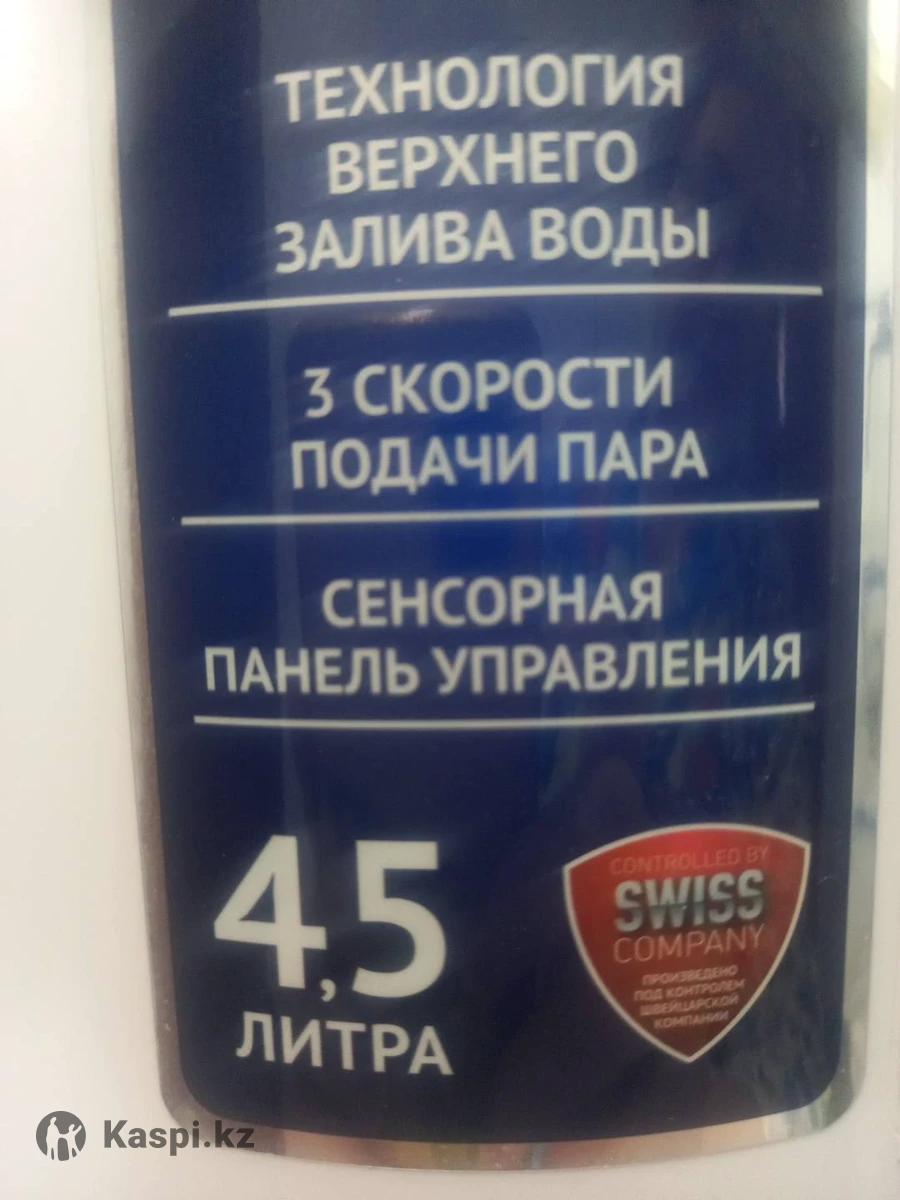 ТЕХНОЛОГИЯ
ВЕРХНЕГО
ЗАЛИВА ВОДЫ
3 СКОРОСТИ
ПОДАЧИ ПАРА
СЕНСОРНАЯ
ПАНЕЛЬ УПРАВЛЕНИЯ
4,5
ЛИТРА
CONTROLLED BY
SWISS
COMPANY
ПРОИЗВЕДЕНО
ПОД КОНТРОЛЕМ
ШВЕЙЦАРСКОЙ
КОМПАНИИ
Kaspi.kz